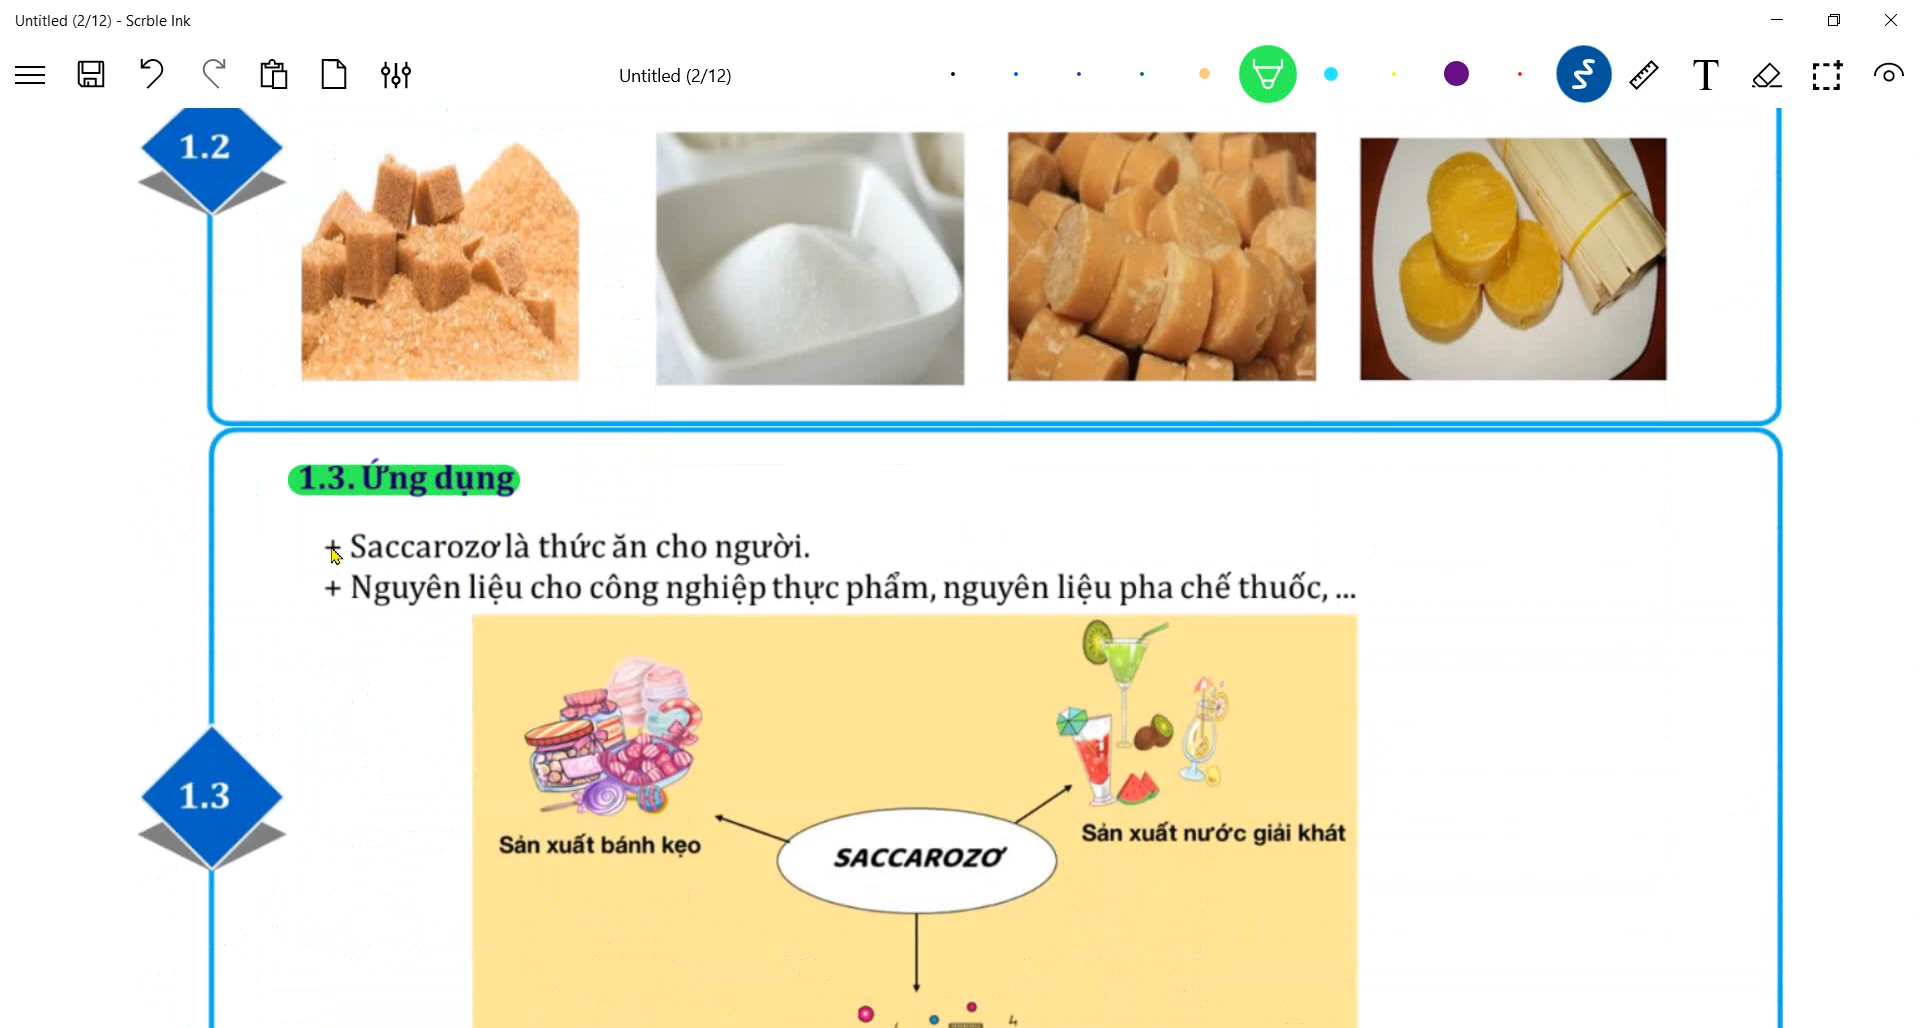 Untitled (2/12) - Scrble Ink
Untitled (2/12)
T
1.2
1.3. Ứng dụng
+ Saccarozơ là thức ăn cho người.
+ Nguyên liệu cho công nghiệp thực phẩm, nguyên liệu pha chế thuốc, ...
1.3
Sản xuất bánh kẹo
Sản xuất nước giải khát
SACCAROZƠ